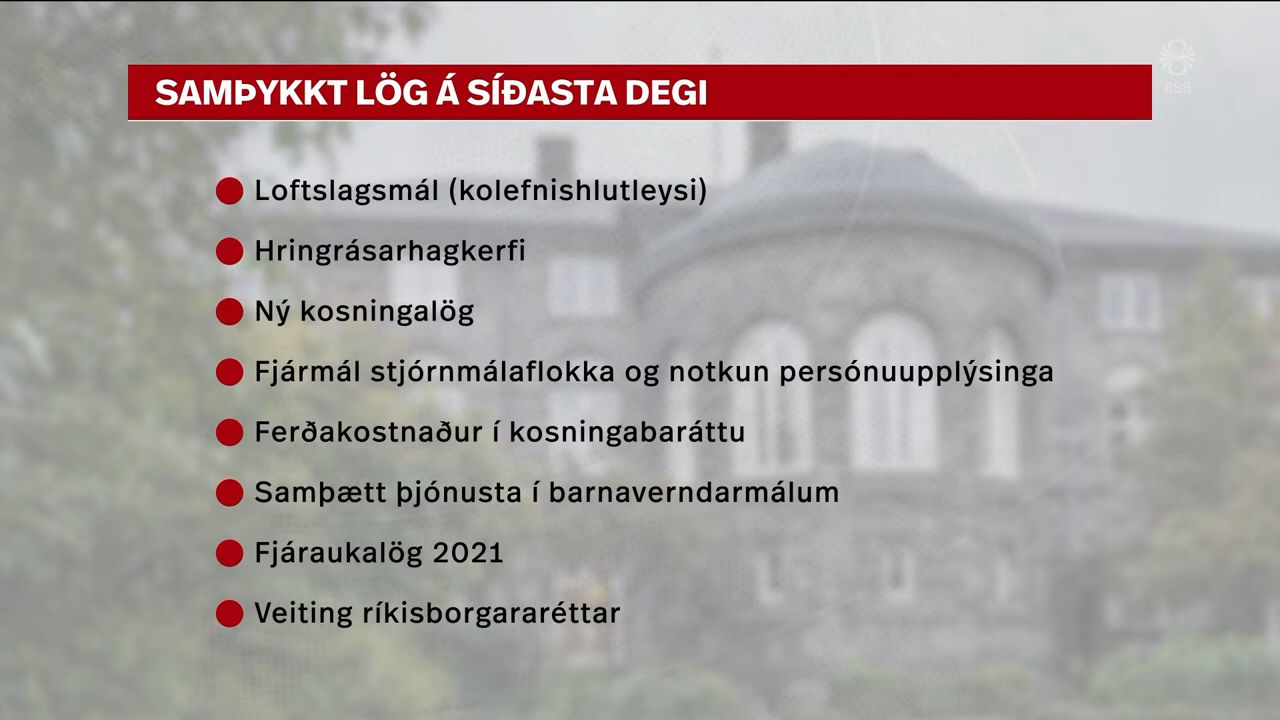 SAMÞYKKT LÖG Á SÍÐASTA DEGI
888
Loftslagsmál (kolefnishlutleysi)
Hringrásarhagkerfi
Ný kosningalög
Fjármál stjórnmálaflokka og notkun persónuupplýsinga
Ferðakostnaður í kosningabaráttu
Samþætt þjónusta í barnaverndarmálum
Fjáraukalög 2021
Veiting ríkisborgararéttar